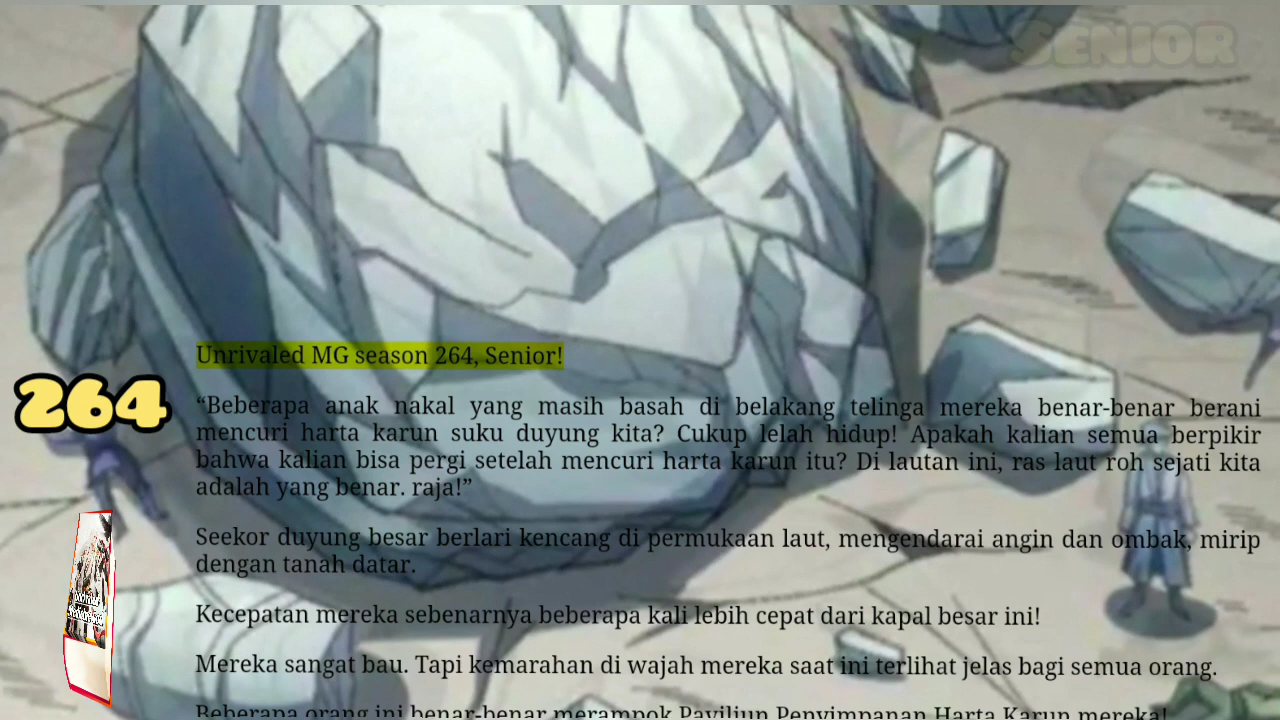 SENIOR
Unrivaled MG season 264, Senior!
“Beberapa anak nakal yang masih basah di belakang telinga mereka benar-benar berani
mencuri harta karun suku duyung kita? Cukup lelah hidup! Apakah kalian semua berpikir
bahwa kalian bisa pergi setelah mencuri harta karun itu? Di lautan ini, ras laut roh sejati kita
adalah yang benar. raja!”
264
Seekor duyung besar berlari kencang di permukaan laut, mengendarai angin dan ombak, mirip
dengan tanah datar.
Kecepatan mereka sebenarnya beberapa kali lebih cepat dari kapal besar ini!
Mereka sangat bau. Tapi kemarahan di wajah mereka saat ini terlihat jelas bagi semua orang.
Beberapa orang ini benar-benar merampok Paviliun Penyimpanan Harta Karun mereka!